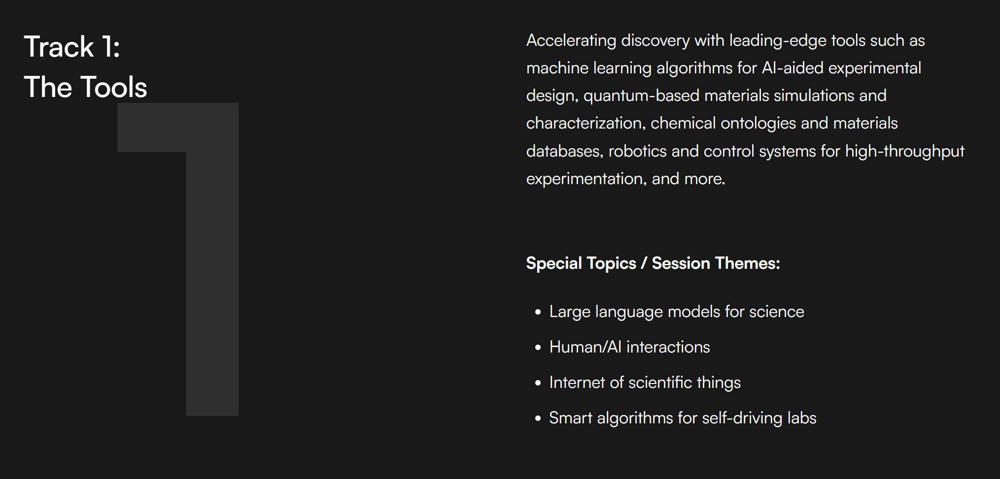 Track 1:
The Tools
1
Accelerating discovery with leading-edge tools such as
machine learning algorithms for AI-aided experimental
design, quantum-based materials simulations and
characterization, chemical ontologies and materials
databases, robotics and control systems for high-throughput
experimentation, and more.
Special Topics / Session Themes:
• Large language models for science
• Human/AI interactions
• Internet of scientific things
• Smart algorithms for self-driving labs